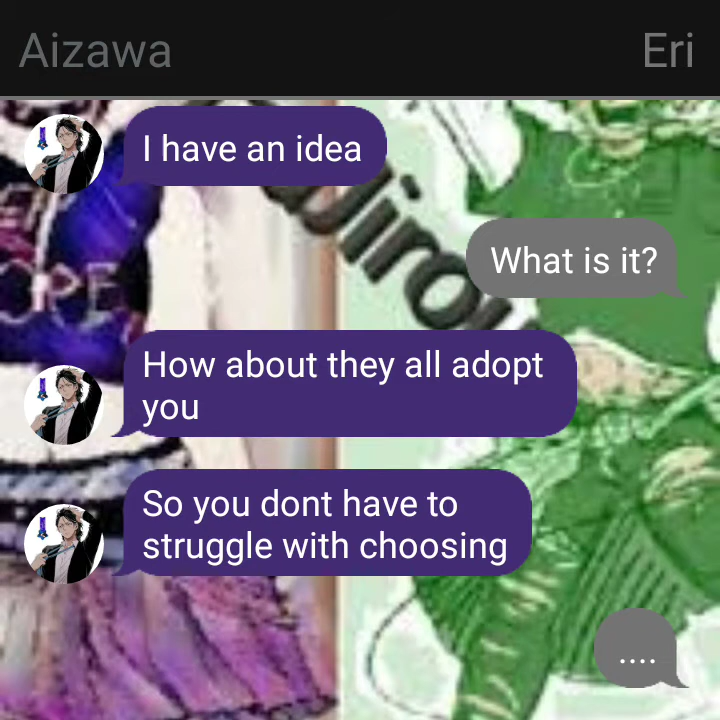 Aizawa
Eri
I have an idea
What is it?
How about they all adopt
you
So you dont have to
struggle with choosing
....